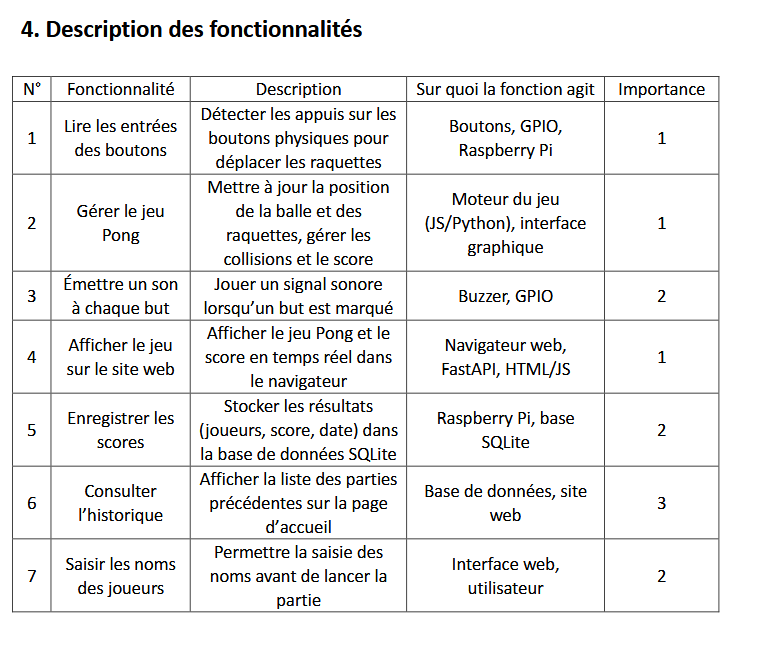 4. Description des fonctionnalités
N° Fonctionnalité Description Sur quoi la fonction agit Importance
1
Lire les entrées
des boutons
Détecter les appuis sur les
boutons physiques pour
déplacer les raquettes
Boutons, GPIO,
Raspberry Pi
1
2
Gérer le jeu
Pong
Mettre à jour la position
de la balle et des
raquettes, gérer les
collisions et le score
Moteur du jeu
(JS/Python), interface
graphique
1
3
Émettre un son
à chaque but
Jouer un signal sonore
lorsqu’un but est marqué
Buzzer, GPIO
2
4
Afficher le jeu
sur le site web
Afficher le jeu Pong et le
score en temps réel dans
le navigateur
Navigateur web,
FastAPI, HTML/JS
1
5
Enregistrer les
scores
Stocker les résultats
(joueurs, score, date) dans
la base de données SQLite
Raspberry Pi, base
SQLite
2
6
Consulter
l’historique
Afficher la liste des parties
précédentes sur la page
d’accueil
Base de données, site
web
3
7
Saisir les noms
des joueurs
Permettre la saisie des
noms avant de lancer la
partie
Interface web,
utilisateur
2